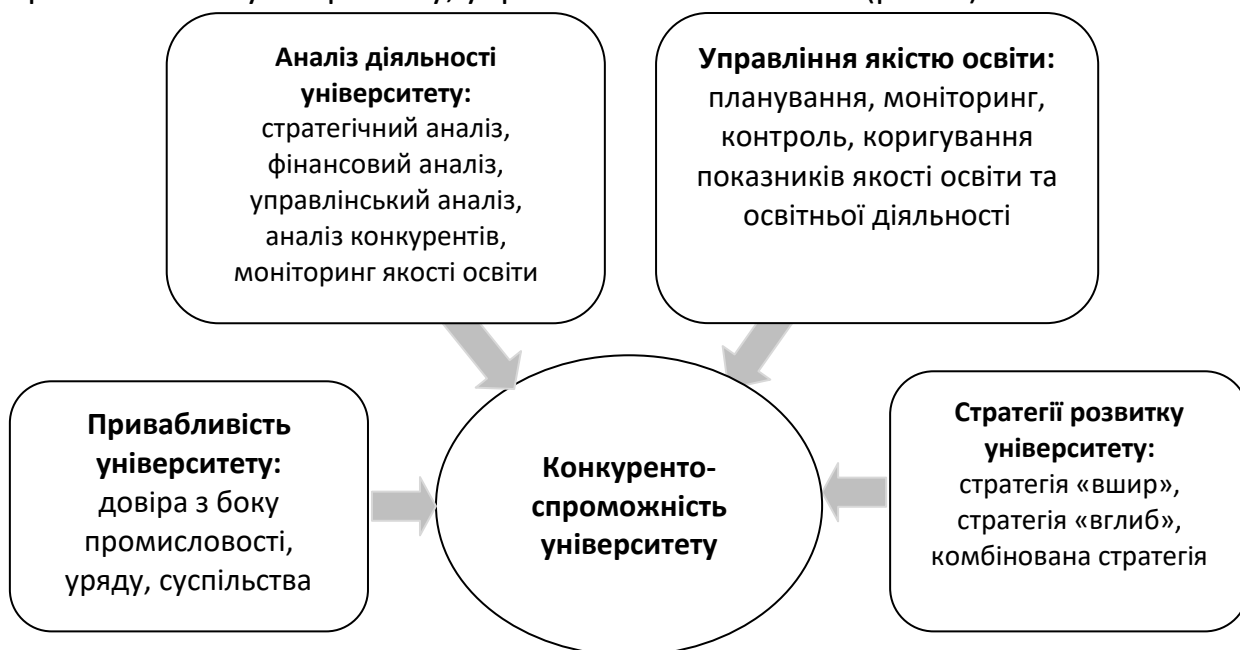 Аналіз діяльності
університету:
стратегічний аналіз,
фінансовий аналіз,
управлінський аналіз,
аналіз конкурентів,
моніторинг якості освіти
Управління якістю освіти:
планування, моніторинг,
контроль, коригування
показників якості освіти та
освітньої діяльності
Привабливість
університету:
довіра з боку
промисловості,
уряду, суспільства
Конкуренто-
спроможність
університету
Стратегії розвитку
університету:
стратегія «вшир»,
стратегія «вглиб»,
комбінована стратегія